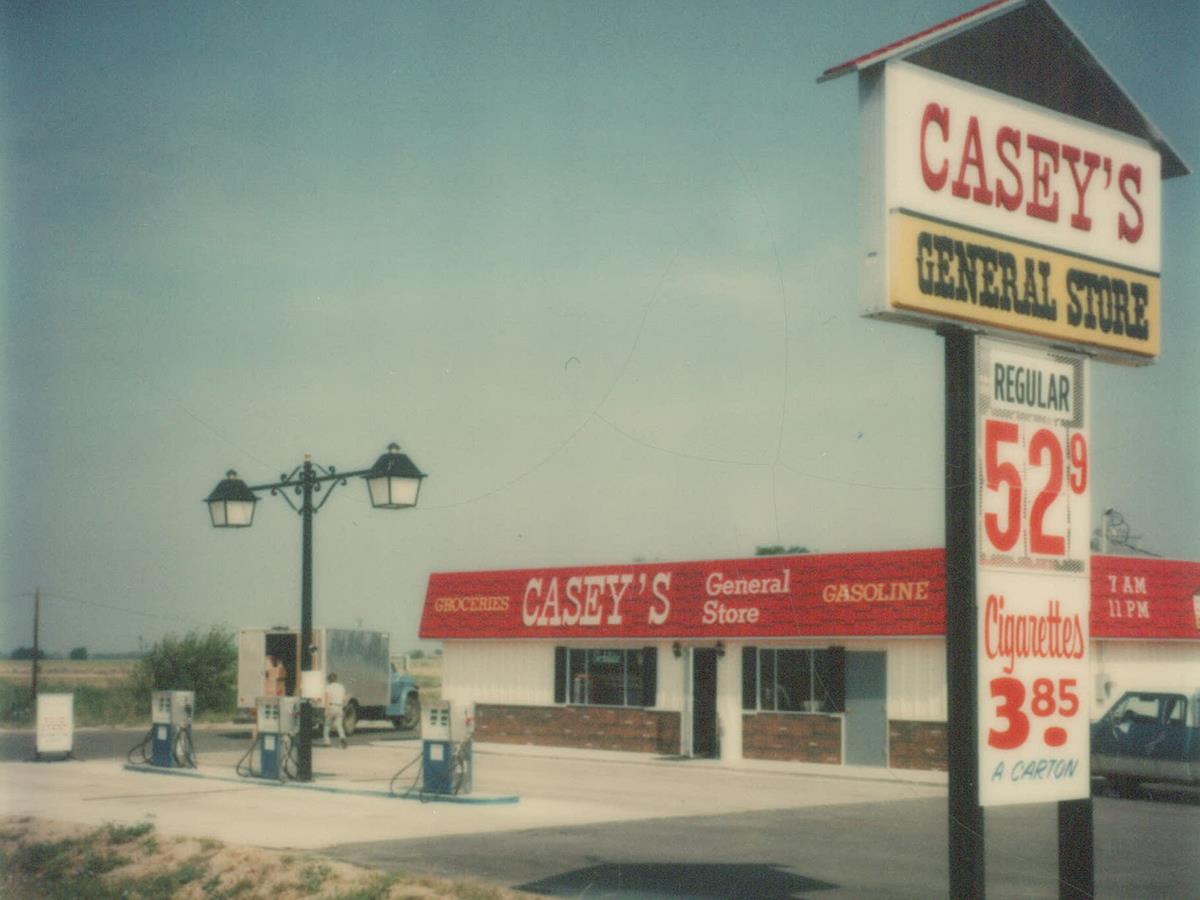 CASEY'S
GENERAL STORE
REGULAR
52 9
Cigarettes
3 85
A CARTON
GROCERIES
CASEY'S
General
Store
GASOLINE
7 AM
11 PM